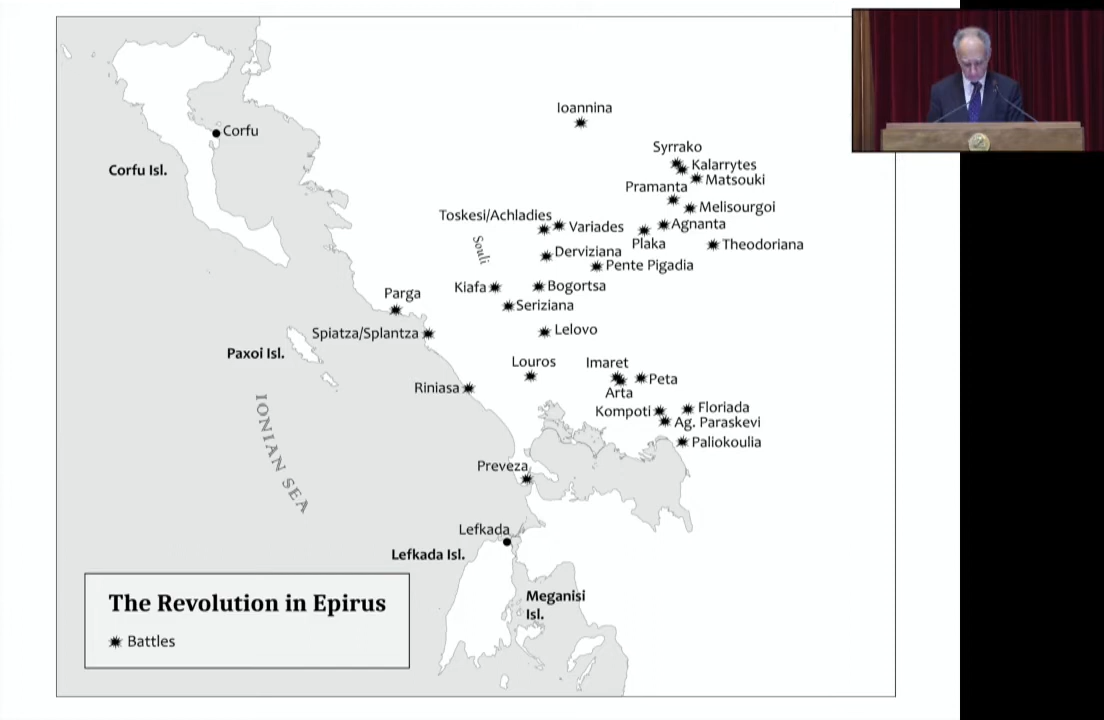 Ioannina
Corfu
Corfu Isl.
Syrrako
Kalarrytes
Matsouki
Pramanta
Melisourgoi
Toskesi/Achladies
Variades
Agnanta
Plaka
Theodoriana
Souli
Derviziana
Pente Pigadia
Kiafa
Bogortsa
Parga
Seriziana
Spiatza/Splantza
Lelovo
Paxoi Isl.
Louros
Imaret
Peta
Riniasa
Arta
Kompoti
Floriada
Ag. Paraskevi
Paliokoulia
IONIAN SEA
Preveza
Lefkada
Lefkada Isl.
Meganisi
Isl.
The Revolution in Epirus
Battles